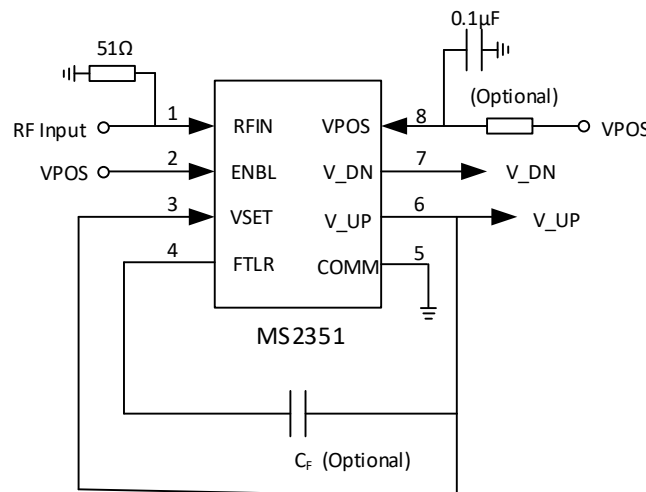 0.1µF
51Ω
(Optional)
1
RFIN
VPOS
8
RF Input
VPOS
VPOS
2
ENBL
V_DN
7
V_DN
3
VSET
V_UP
6
V_UP
4
FTLR
COMM
5
MS2351
C_F (Optional)